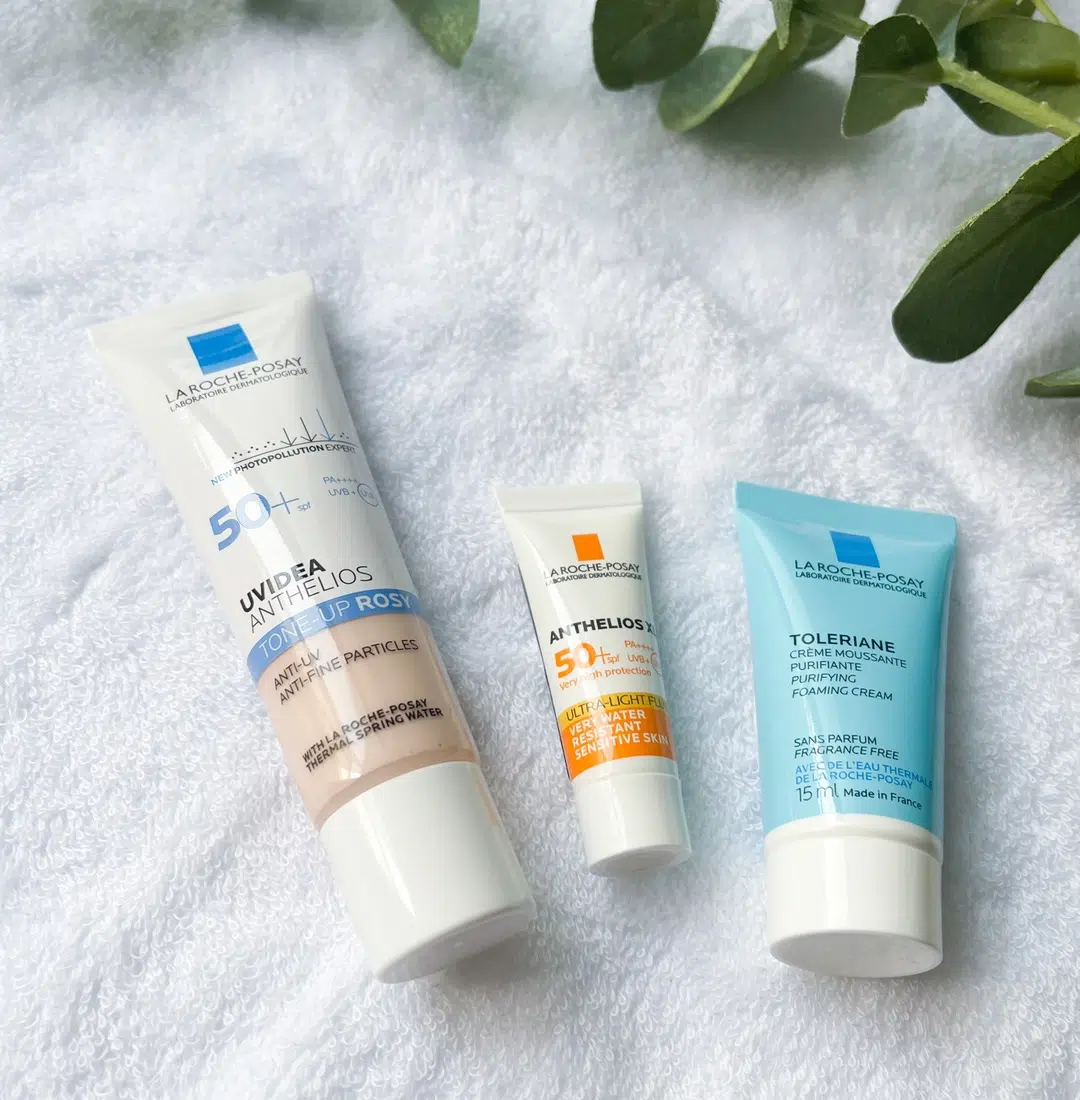 LA ROCHE-POSAY
LABORATOIRE DERMATOLOGIQUE
NEW PHOTOPOLLUTION EXPERT
50+ spf
PA++++
UVB + UVA
UVIDEA
ANTHELIOS
TONE-UP ROSY
ANTI-UV
ANTI-FINE PARTICLES
WITH LA ROCHE-POSAY
THERMAL SPRING WATER
LA ROCHE-POSAY
LABORATOIRE DERMATOLOGIQUE
ANTHELIOS XL
50+ spf
PA++++
UVB+
very high protection
ULTRA-LIGHT
VERY WATER
RESISTANT
SENSITIVE SKIN
LA ROCHE-POSAY
LABORATOIRE DERMATOLOGIQUE
TOLERIANE
CRÈME MOUSSANTE
PURIFIANTE
PURIFYING
FOAMING CREAM
SANS PARFUM
FRAGRANCE FREE
AVEC DE L'EAU THERMALE
DE LA ROCHE-POSAY
15 ml Made in France